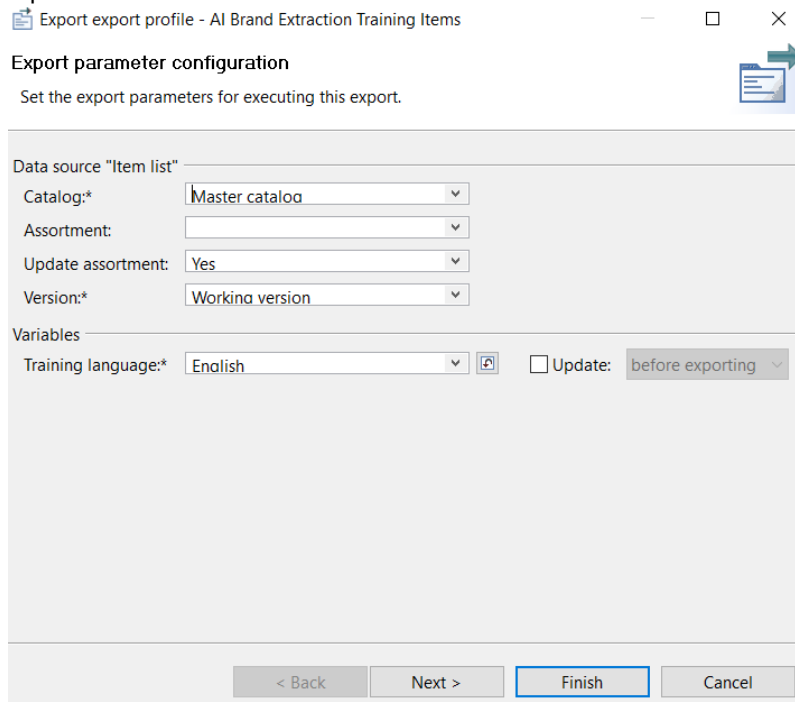 Export export profile - AI Brand Extraction Training Items
Export parameter configuration
Set the export parameters for executing this export.
Data source "Item list"
Catalog:* Master catalog
Assortment:
Update assortment: Yes
Version:* Working version
Variables
Training language:* English Update: before exporting
< Back Next > Finish Cancel